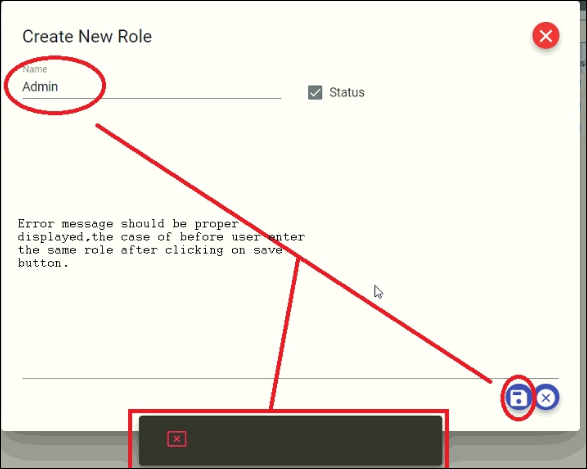 Create New Role
Name
Admin
Status
Error message should be proper
displayed,the case of before user enter
the same role after clicking on save
button.